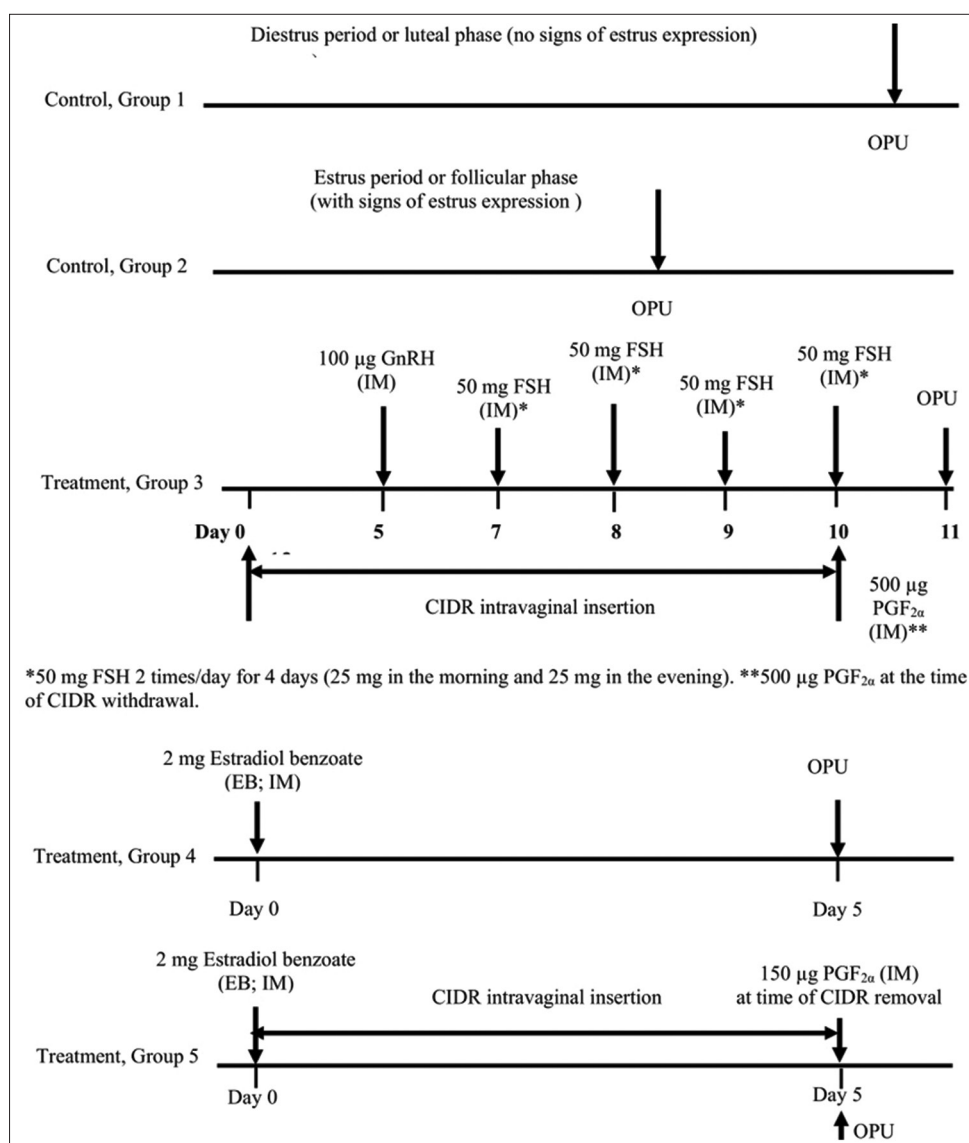 Diestrus period or luteal phase (no signs of estrus expression)
Control, Group 1
OPU
Estrus period or follicular phase
(with signs of estrus expression )
Control, Group 2
OPU
100 µg GnRH
(IM)
50 mg FSH
(IM)*
50 mg FSH
(IM)*
50 mg FSH
(IM)*
50 mg FSH
(IM)*
OPU
Treatment, Group 3
Day 0 5 7 8 9 10 11
CIDR intravaginal insertion
500 µg
PGF2α
(IM)**
*50 mg FSH 2 times/day for 4 days (25 mg in the morning and 25 mg in the evening). **500 µg PGF2α at the time
of CIDR withdrawal.
2 mg Estradiol benzoate
(EB; IM)
OPU
Treatment, Group 4
Day 0 Day 5
2 mg Estradiol benzoate
(EB; IM)
CIDR intravaginal insertion
150 µg PGF2α (IM)
at time of CIDR removal
Treatment, Group 5
Day 0 Day 5
OPU